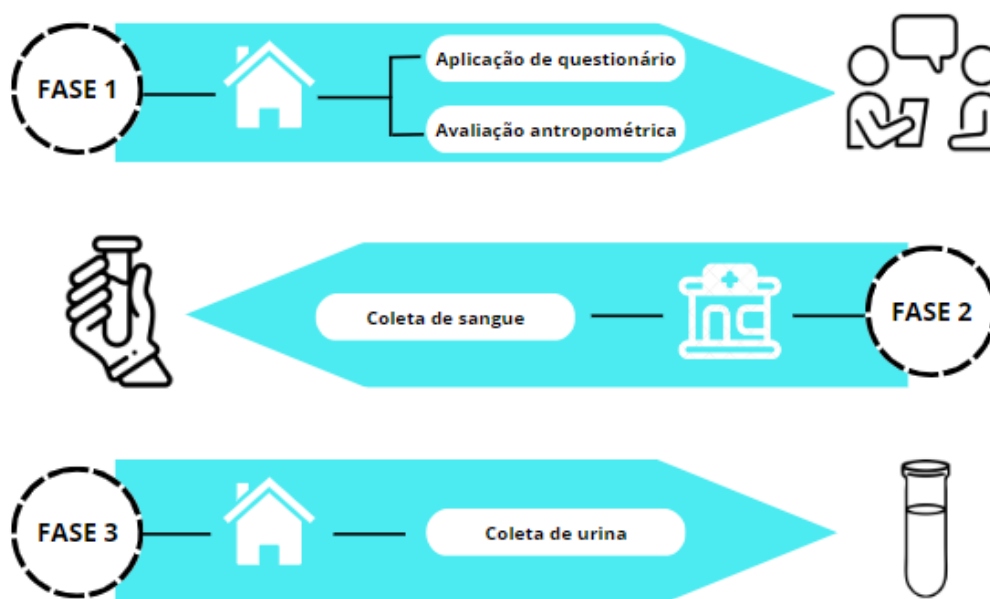 FASE 1
Aplicação de questionário
Avaliação antropométrica
Coleta de sangue
FASE 2
FASE 3
Coleta de urina